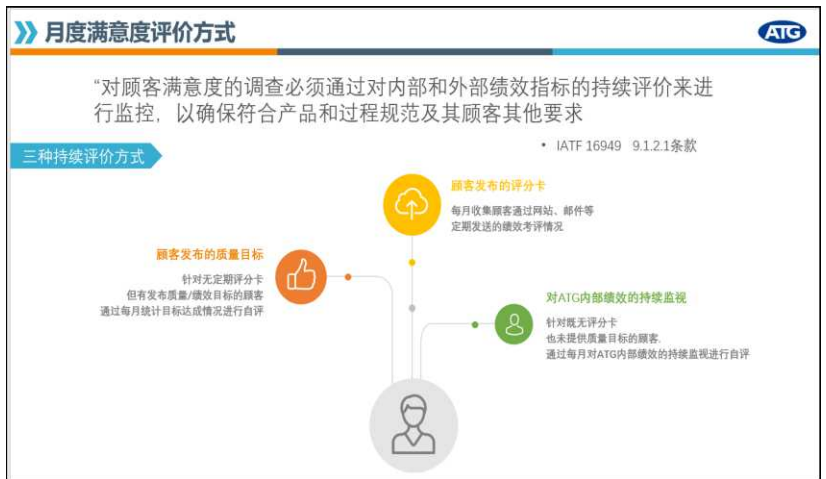 月度满意度评价方式
ATG
“对顾客满意度的调查必须通过对内部和外部绩效指标的持续评价来进
行监控，以确保符合产品和过程规范及其顾客其他要求
• IATF 16949 9.1.2.1条款
三种持续评价方式
顾客发布的评分卡
每月收集顾客通过网站、邮件等
定期发送的绩效考评情况
顾客发布的质量目标
针对无定期评分卡
但有发布质量/绩效目标的顾客
通过每月统计目标达成情况进行自评
对ATG内部绩效的持续监视
针对既无评分卡
也未提供质量目标的顾客,
通过每月对ATG内部绩效的持续监视进行自评